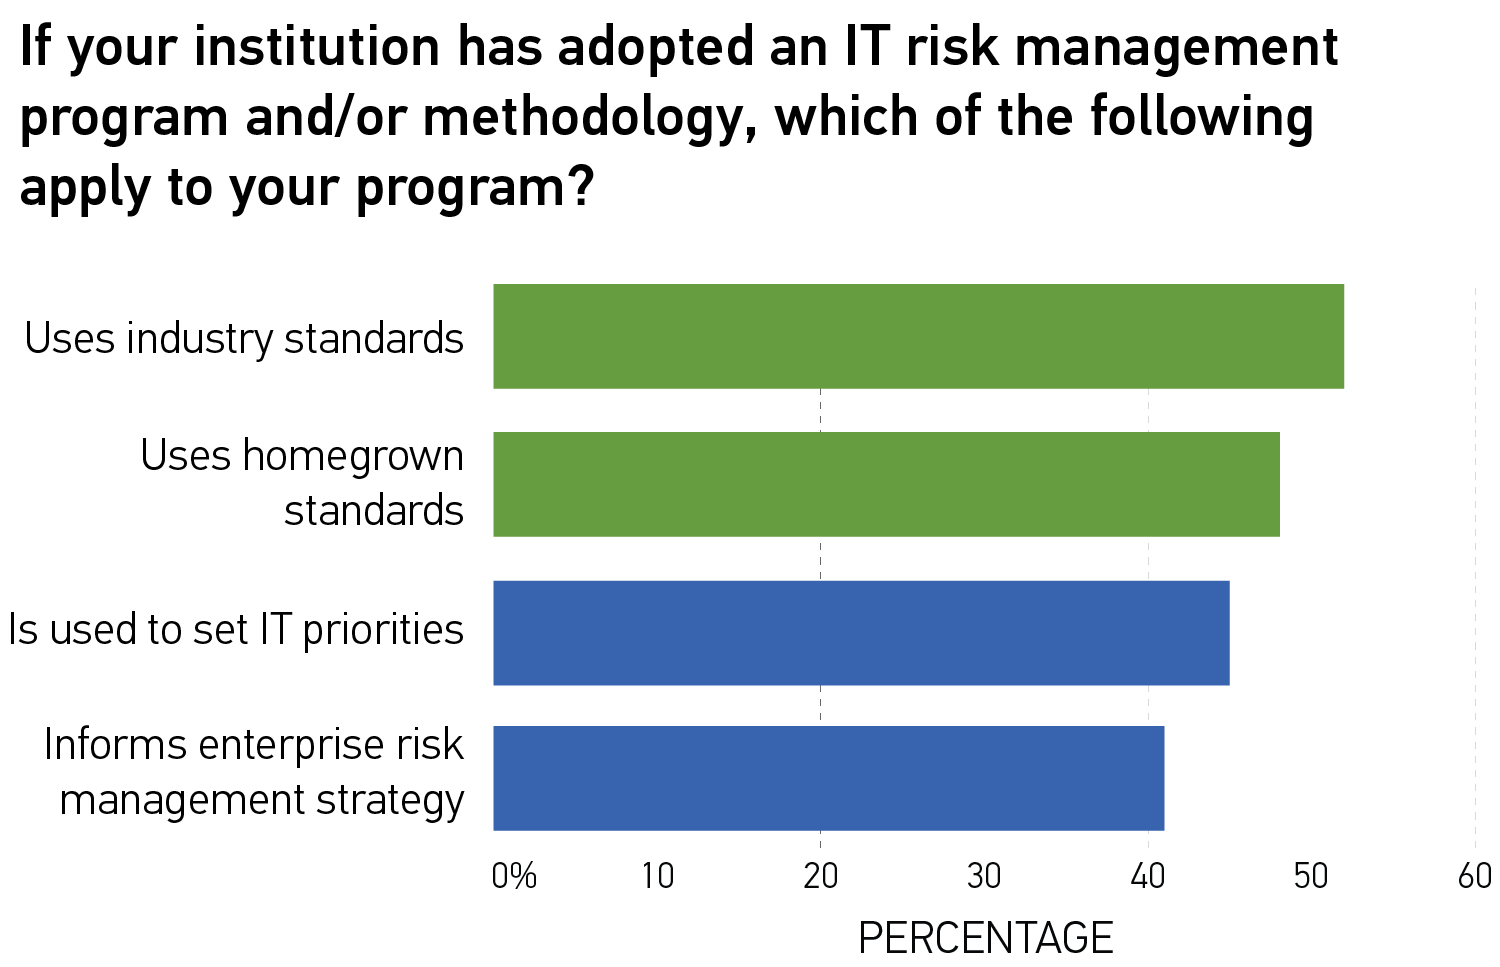 If your institution has adopted an IT risk management
program and/or methodology, which of the following
apply to your program?
Uses industry standards
Uses homegrown
standards
Is used to set IT priorities
Informs enterprise risk
management strategy
0% 10 20 30 40 50 60
PERCENTAGE